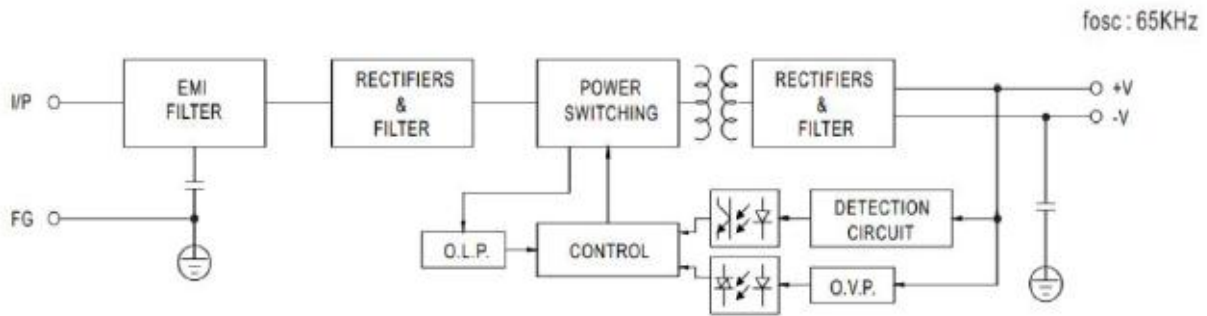 fosc : 65KHz
I/P
EMI
FILTER
RECTIFIERS
&
FILTER
POWER
SWITCHING
RECTIFIERS
&
FILTER
+V
-V
FG
O.L.P.
CONTROL
DETECTION
CIRCUIT
O.V.P.